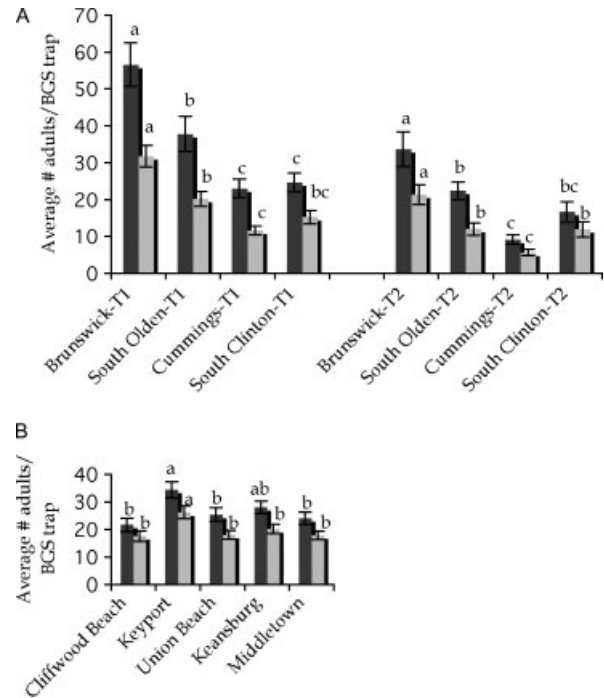 A
Average # adults/BGS trap
70
60
50
40
30
20
10
0
a
a
b
b
c
c
c
bc
a
a
b
b
c
c
bc
b
Brunswick-T1
South Olden-T1
Cummings-T1
South Clinton-T1
Brunswick-T2
South Olden-T2
Cummings-T2
South Clinton-T2
B
Average # adults/
BGS trap
40
30
20
10
0
b
b
a
a
b
b
ab
b
b
b
Cliffwood Beach
Keyport
Union Beach
Keansburg
Middletown